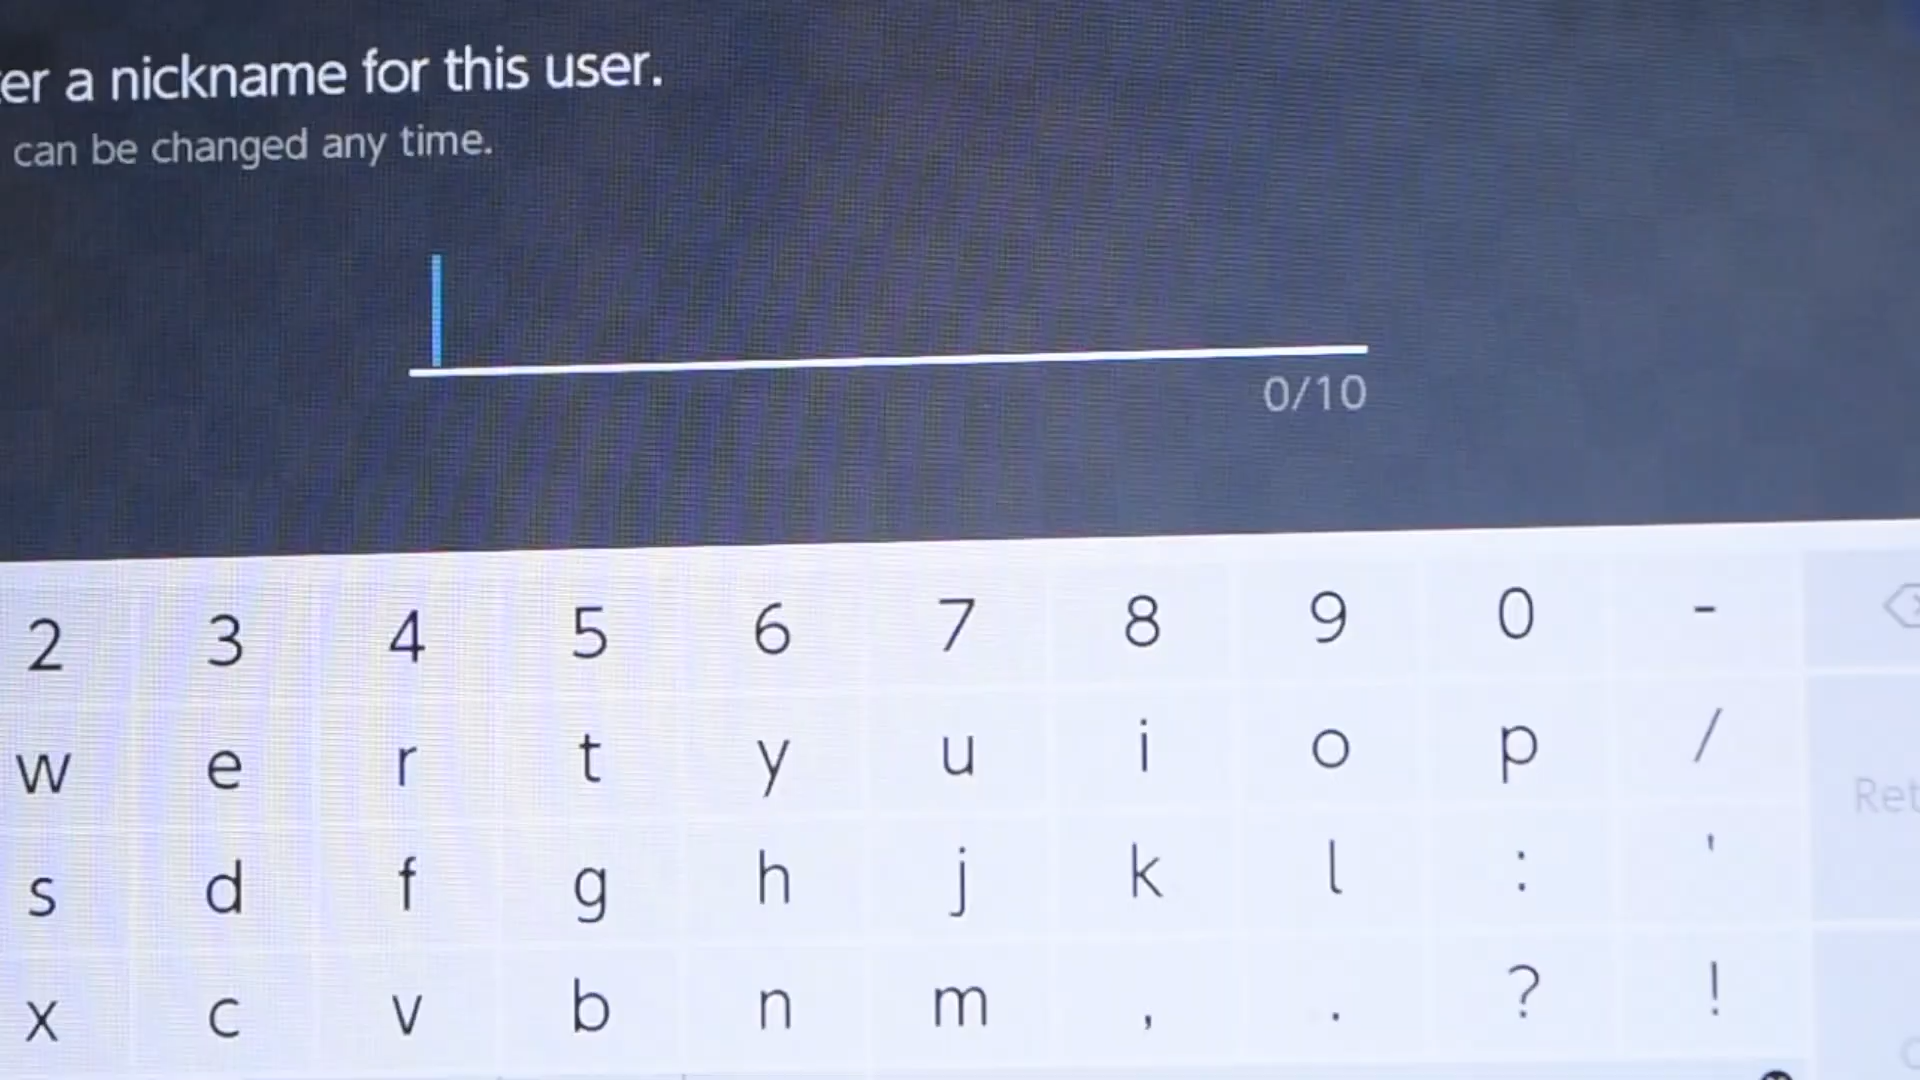 er a nickname for this user.
can be changed any time.
0/10
2 3 4 5 6 7 8 9 0 -
w e r t y u i o p /
Ret
s d f g h j k l : '
x c v b n m , . ? !